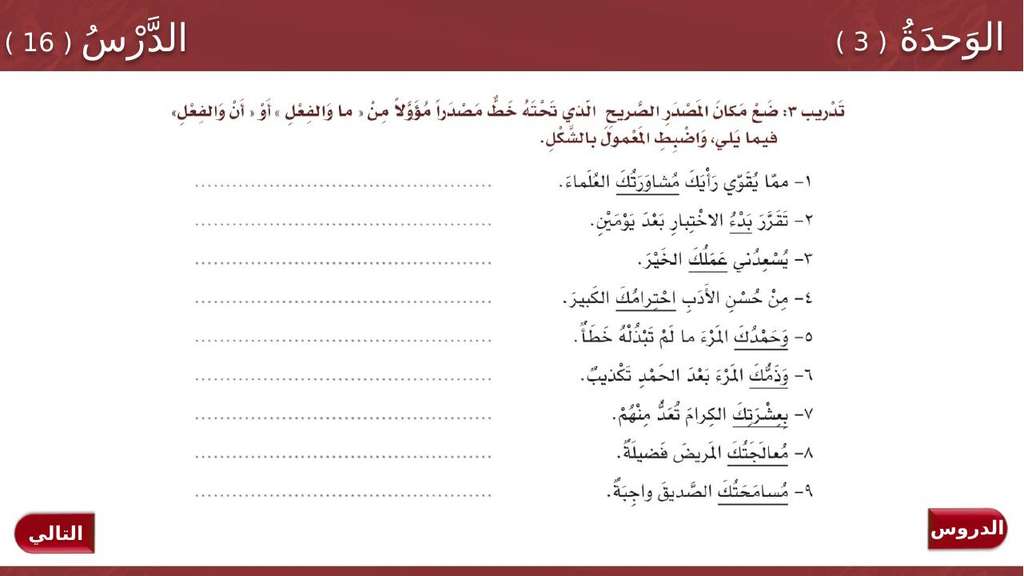 الوَحدَةُ ( 3 )
الدَّرْسُ ( 16 )
تَدْريب ٣: ضَعْ مَكانَ المَصْدَرِ الصَّريحِ الّذي تَحْتَهُ خَطٌّ مَصْدَراً مُؤَوَّلاً مِنْ « ما وَالفِعْلِ » أَوْ « أَنْ وَالفِعْلِ»
فيما يَلي، وَاضْبِطِ المَعْمولَ بالشَّكْلِ.
١- ممّا يُقَوّي رَأْيَكَ مُشاوَرَتُكَ العُلَماءَ. ................................................
٢- تَقَرَّرَ بَدْءُ الاخْتِبارِ بَعْدَ يَوْمَيْنِ. ................................................
٣- يُسْعِدُني عَمَلُكَ الخَيْرَ. ................................................
٤- مِنْ حُسْنِ الأَدَبِ احْتِرامُكَ الكَبيرَ. ................................................
٥- وَحَمْدُكَ المَرْءَ ما لَمْ تَبْذُلْهُ خَطَأٌ. ................................................
٦- وَذَمُّكَ المَرْءَ بَعْدَ الحَمْدِ تَكْذيبٌ. ................................................
٧- بِعِشْرَتِكَ الكِرامَ تُعَدُّ مِنْهُمْ. ................................................
٨- مُعالَجَتُكَ المَريضَ فَضيلَةٌ. ................................................
٩- مُسامَحَتُكَ الصَّديقَ واجِبَةٌ. ................................................
الدروس
التالي